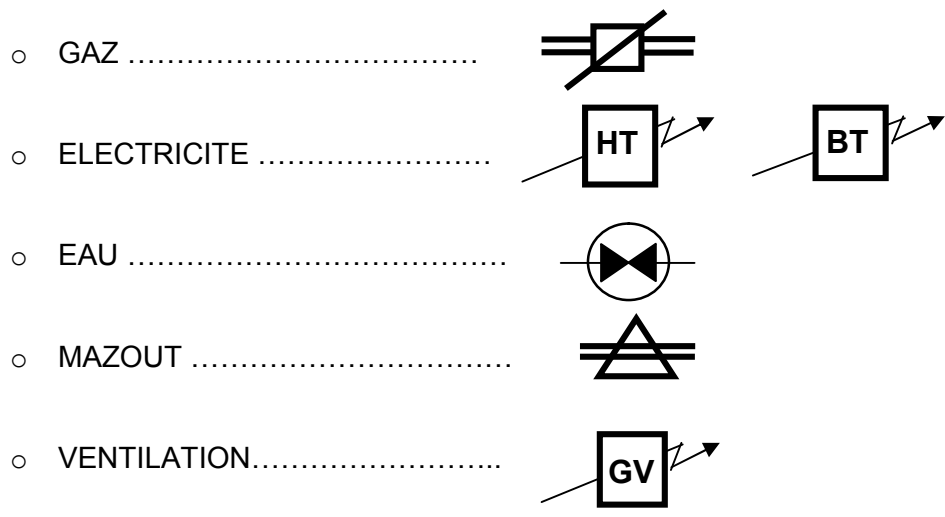 o GAZ ………………………………
o ELECTRICITE …………………… HT BT
o EAU …………………………………
o MAZOUT ……………………………
o VENTILATION…………………….. GV